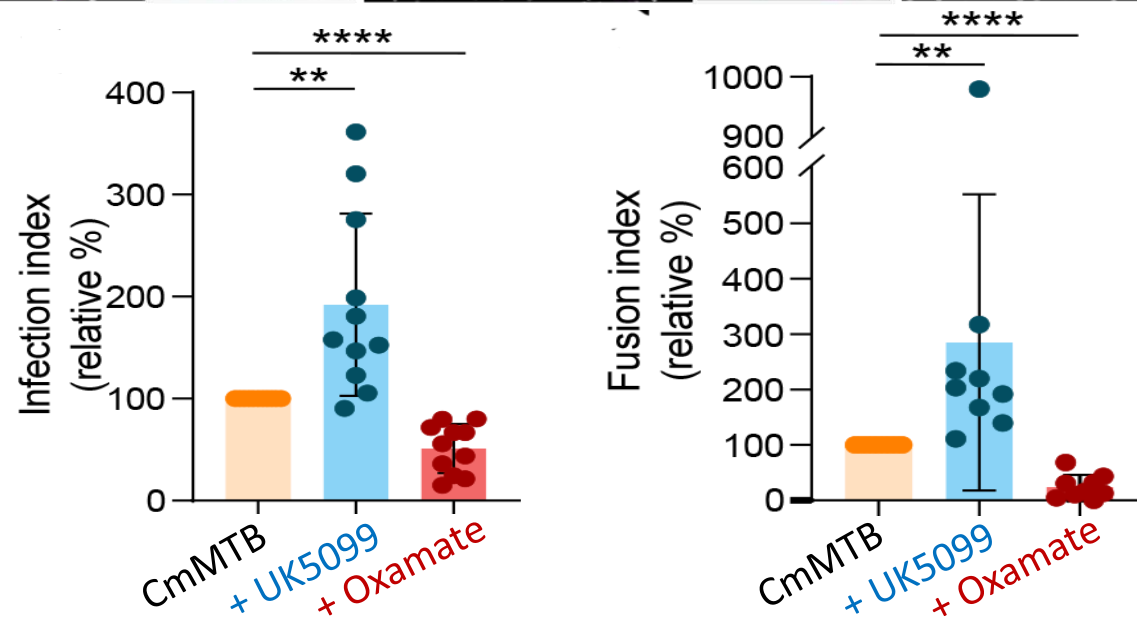 ****
**
400
300
200
100
0
Infection index
(relative %)
CmMTB
+ UK5099
+ Oxamate
****
**
1000
900
600
500
400
300
200
100
0
Fusion index
(relative %)
CmMTB
+ UK5099
+ Oxamate